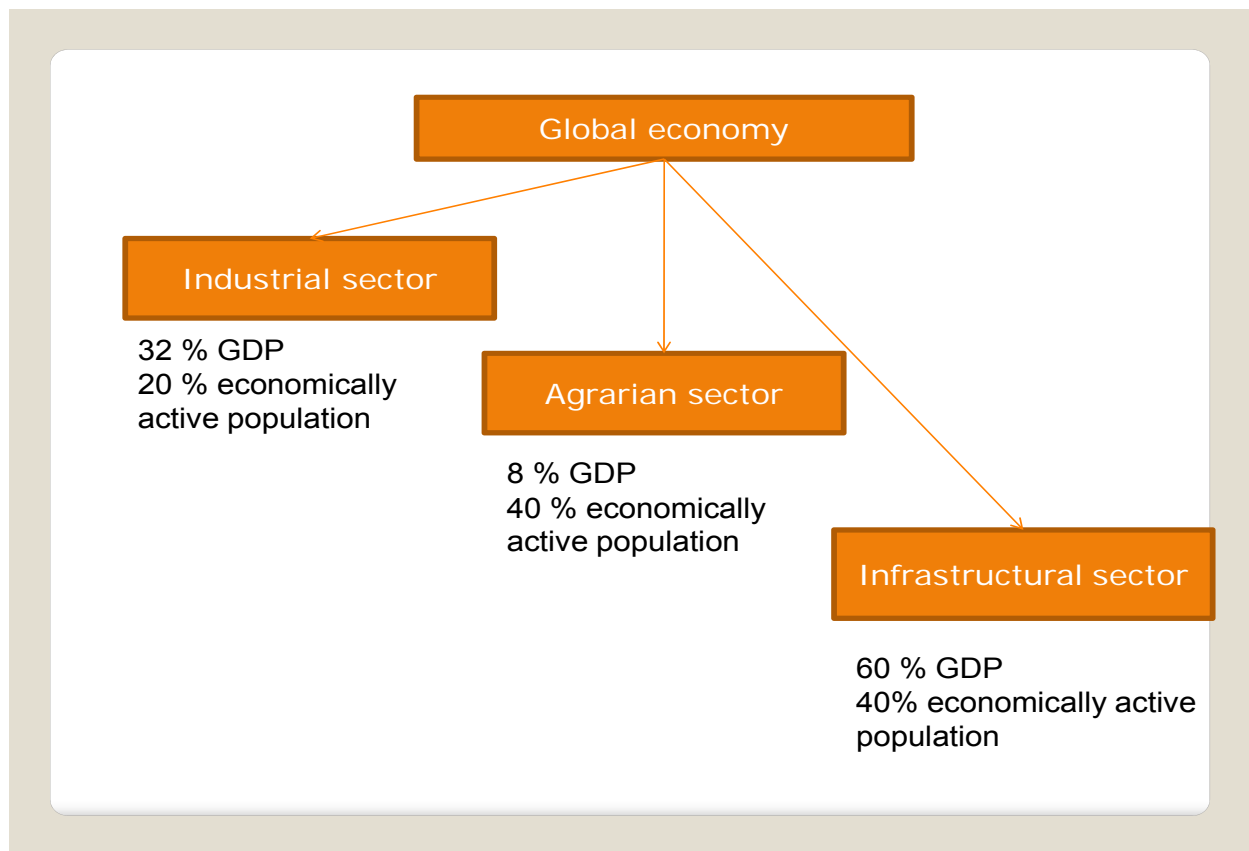 Global economy
Industrial sector
32 % GDP
20 % economically
active population
Agrarian sector
8 % GDP
40 % economically
active population
Infrastructural sector
60 % GDP
40% economically active
population